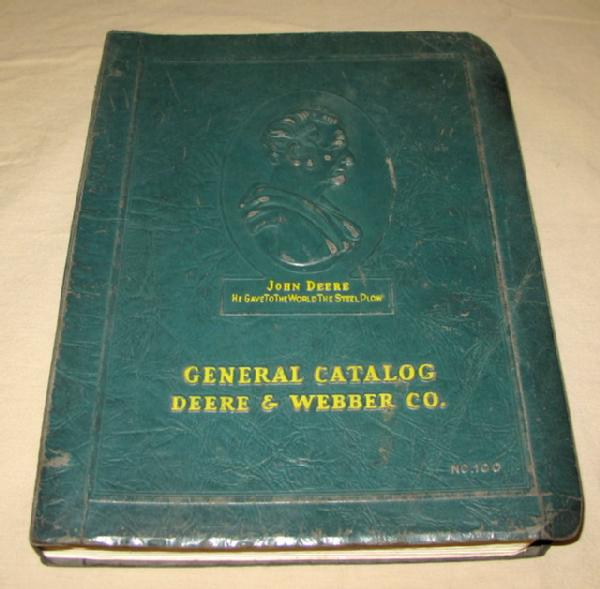 JOHN DEERE
HE GAVE TO THE WORLD THE STEEL PLOW
GENERAL CATALOG
DEERE & WEBBER CO.
NO. 100